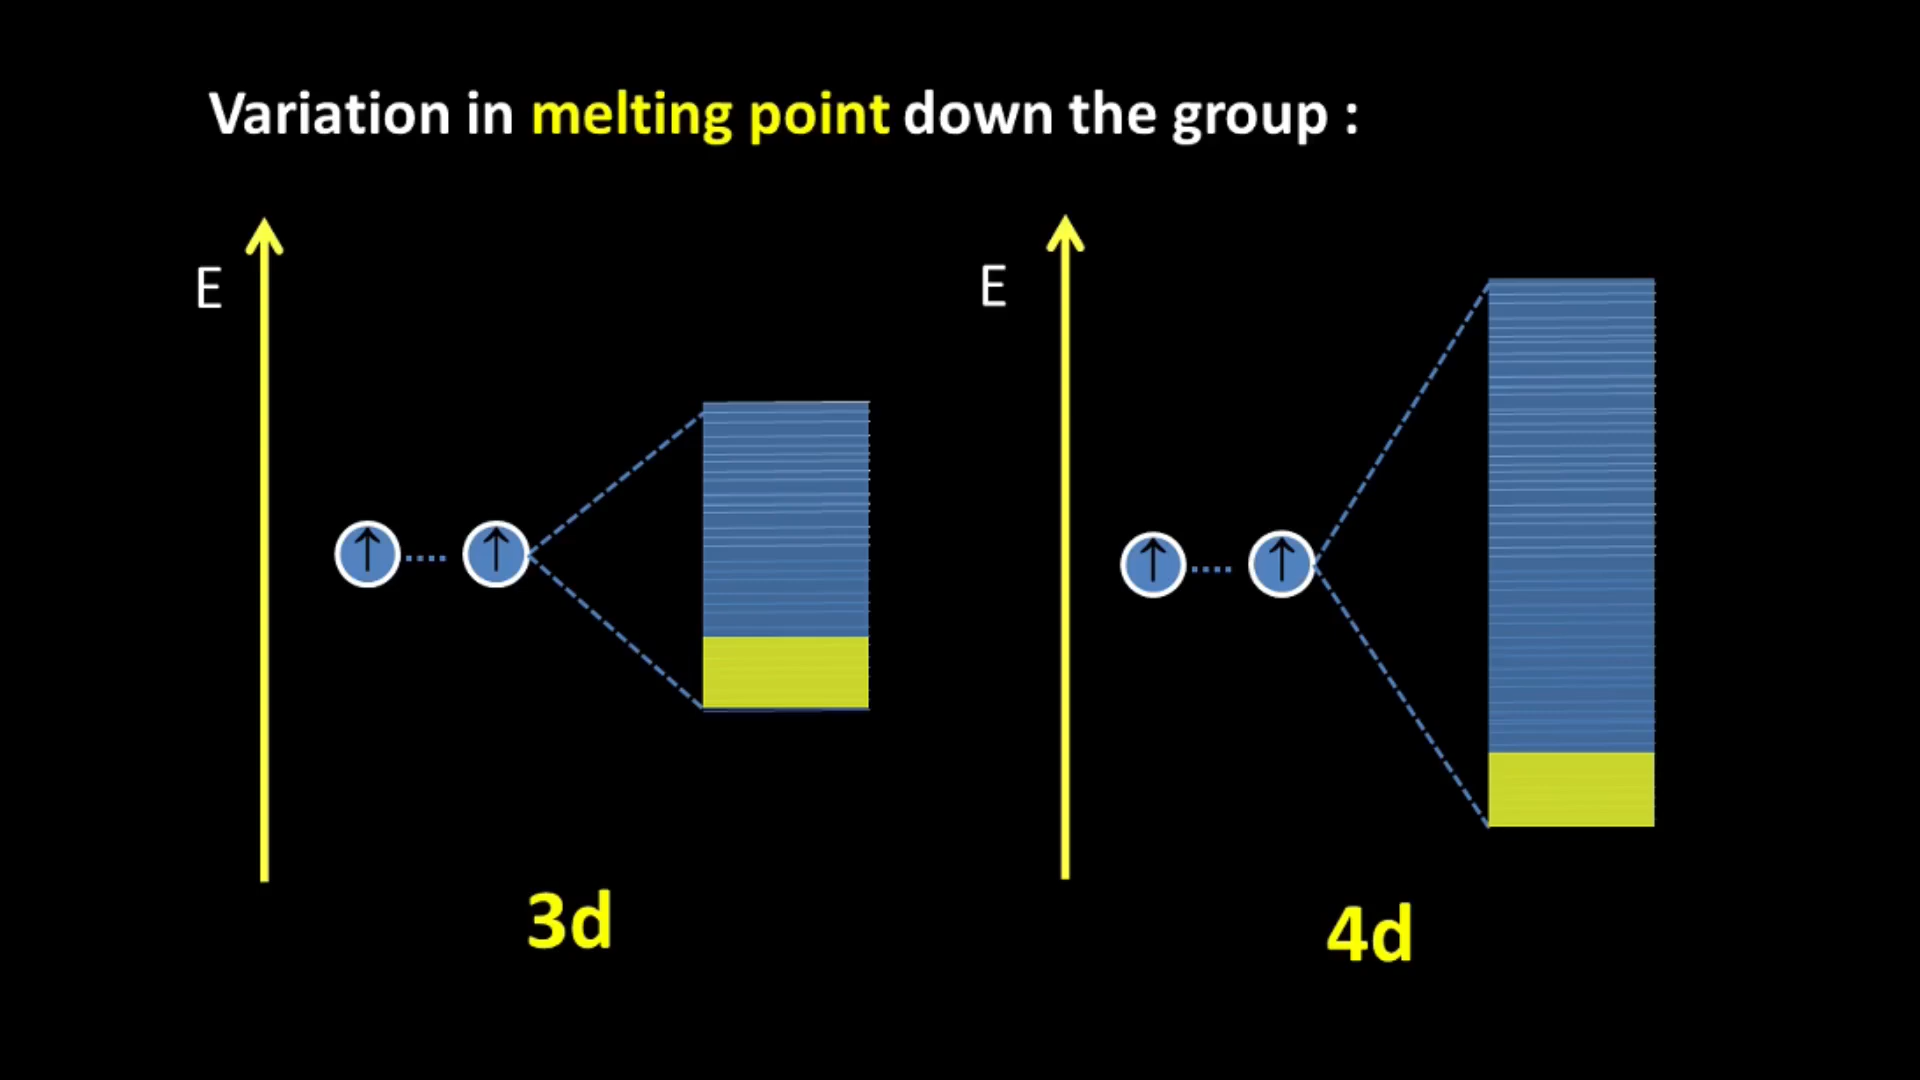 Variation in melting point down the group :
E
E
3d
4d